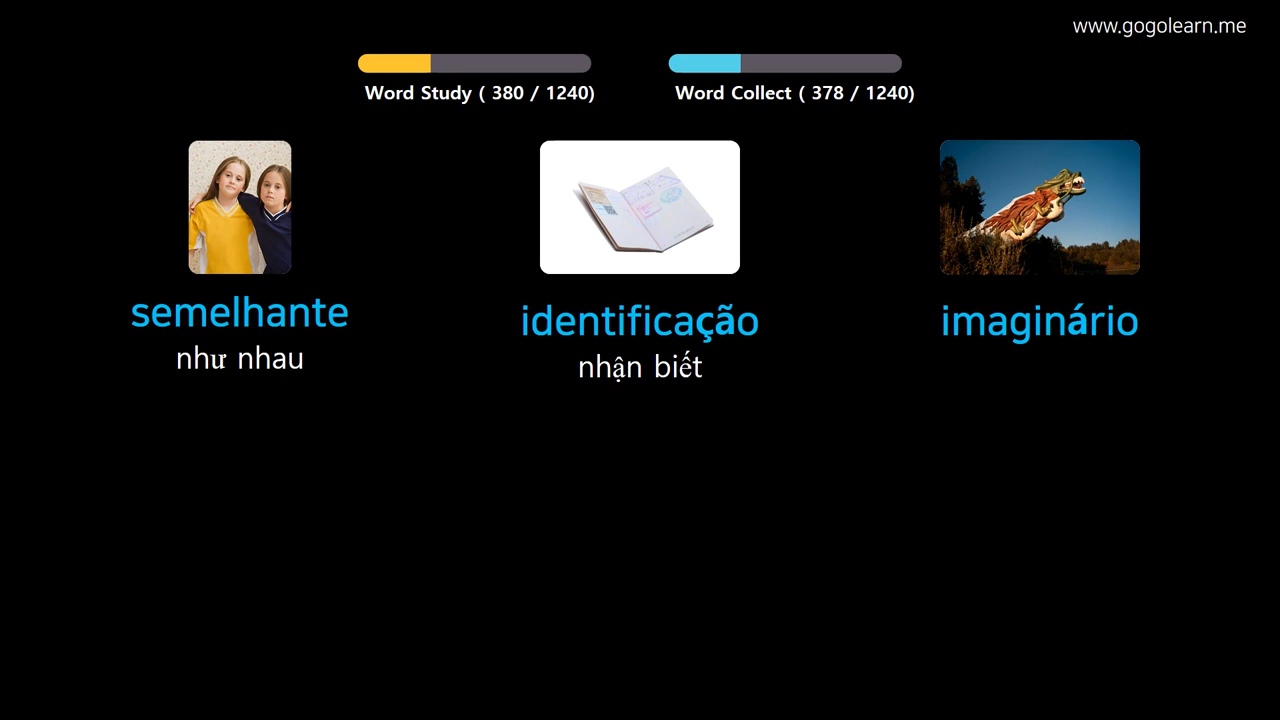 www.gogolearn.me
Word Study ( 380 / 1240)
Word Collect ( 378 / 1240)
semelhante
như nhau
identificação
nhận biết
imaginário